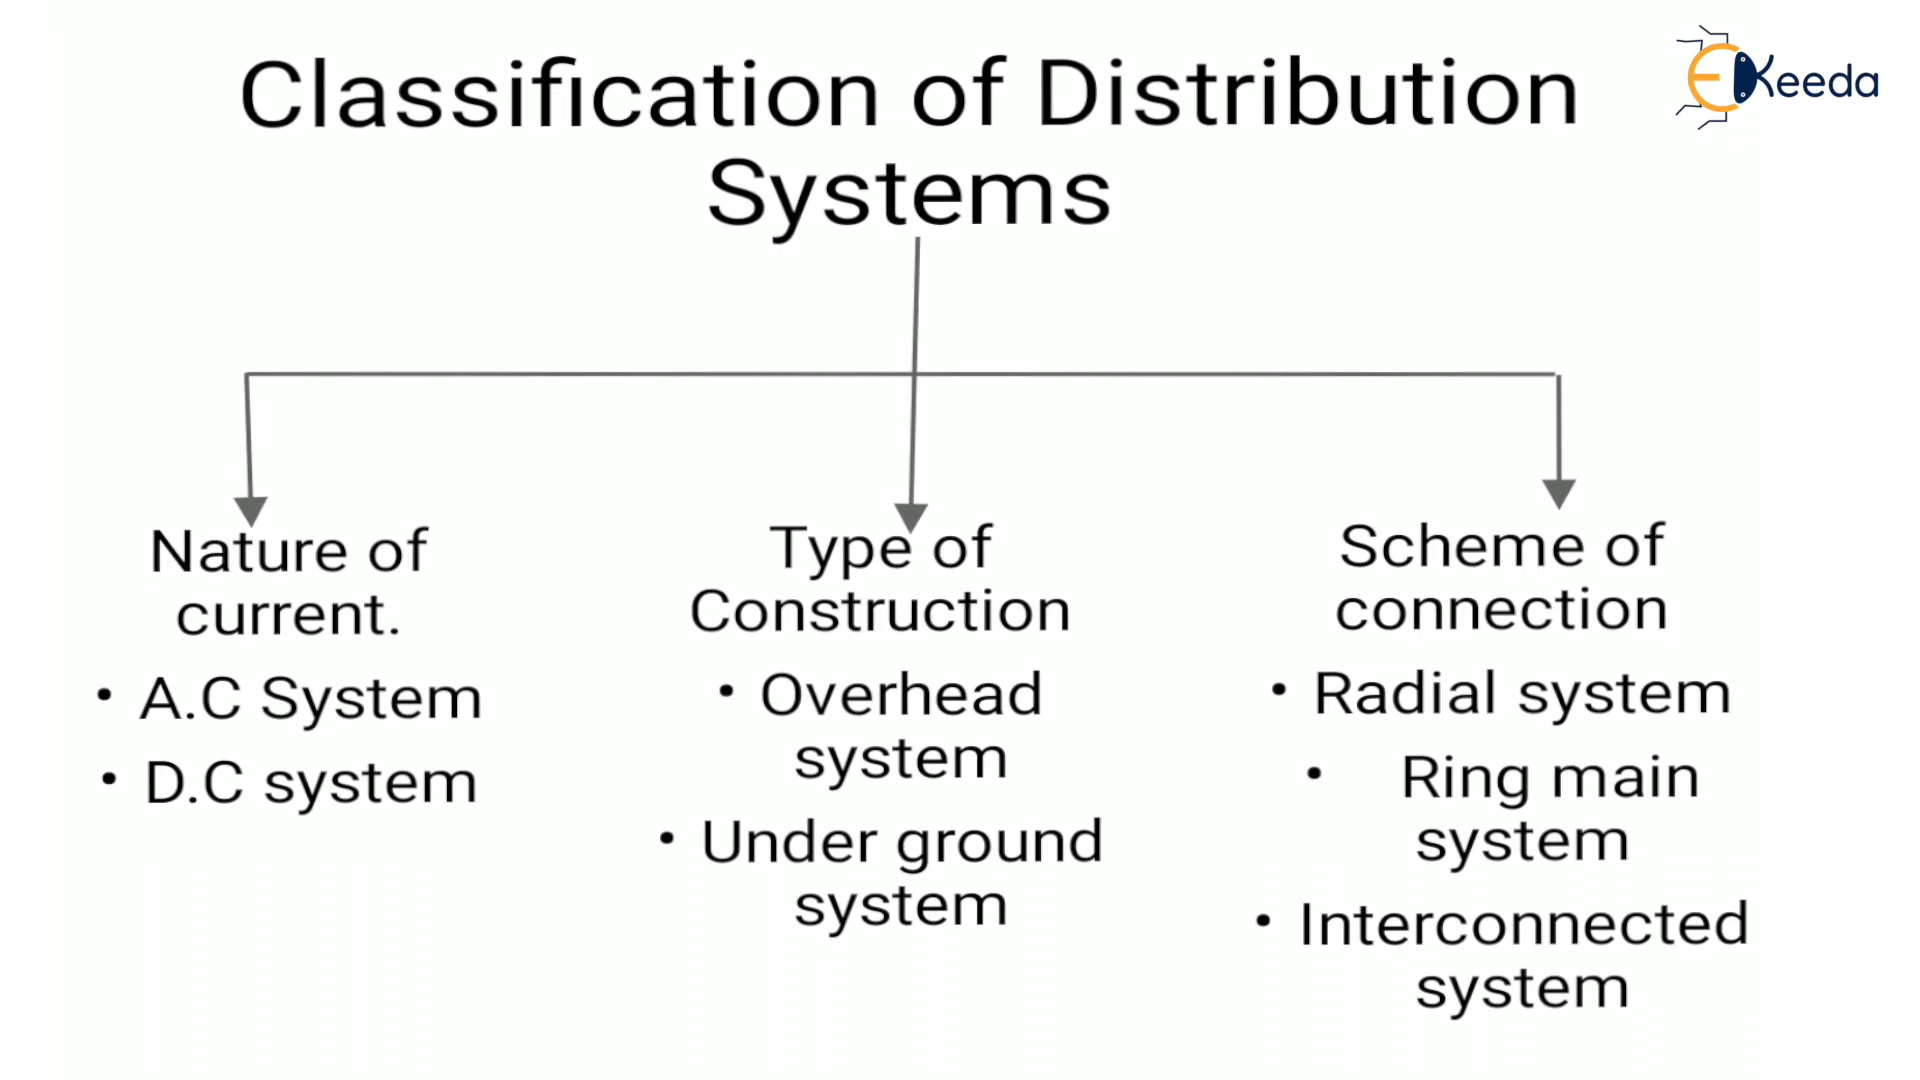 Classification of Distribution
Systems
EKeeda
Nature of
current.
• A.C System
• D.C system
Type of
Construction
• Overhead
system
• Under ground
system
Scheme of
connection
• Radial system
• Ring main
system
• Interconnected
system